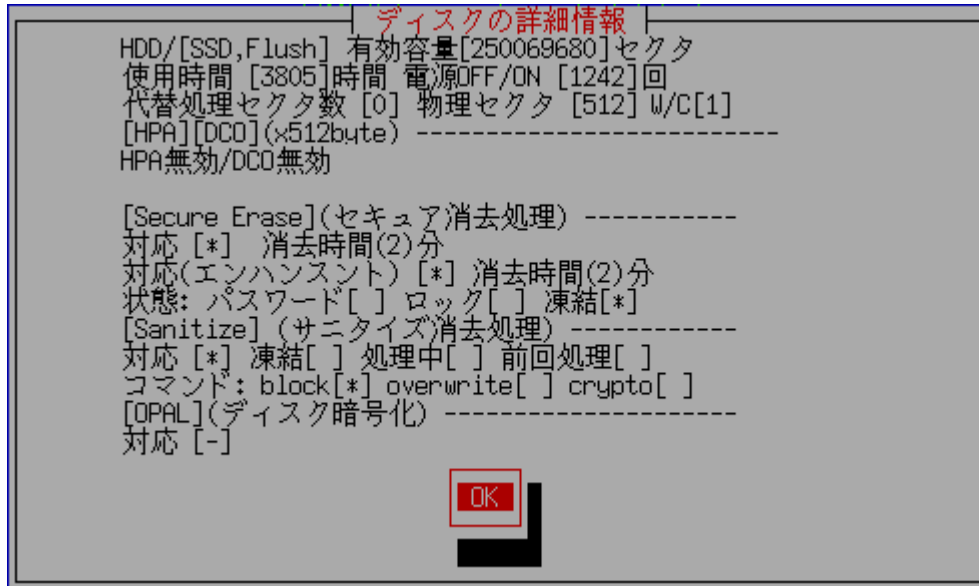 ディスクの詳細情報
HDD/[SSD,Flush] 有効容量[250069680]セクタ
使用時間 [3805]時間 電源OFF/ON [1242]回
代替処理セクタ数 [0] 物理セクタ [512] W/C[1]
[HPA][DCO](x512byte) -------------------------
HPA無効/DCO無効
[Secure Erase](セキュア消去処理) -----------
対応 [*] 消去時間(2)分
対応(エンハンスント) [*] 消去時間(2)分
状態: パスワード[ ] ロック[ ] 凍結[*]
[Sanitize] (サニタイズ消去処理) ------------
対応 [*] 凍結[ ] 処理中[ ] 前回処理[ ]
コマンド: block[*] overwrite[ ] crypto[ ]
[OPAL](ディスク暗号化) --------------------
対応 [-]
OK